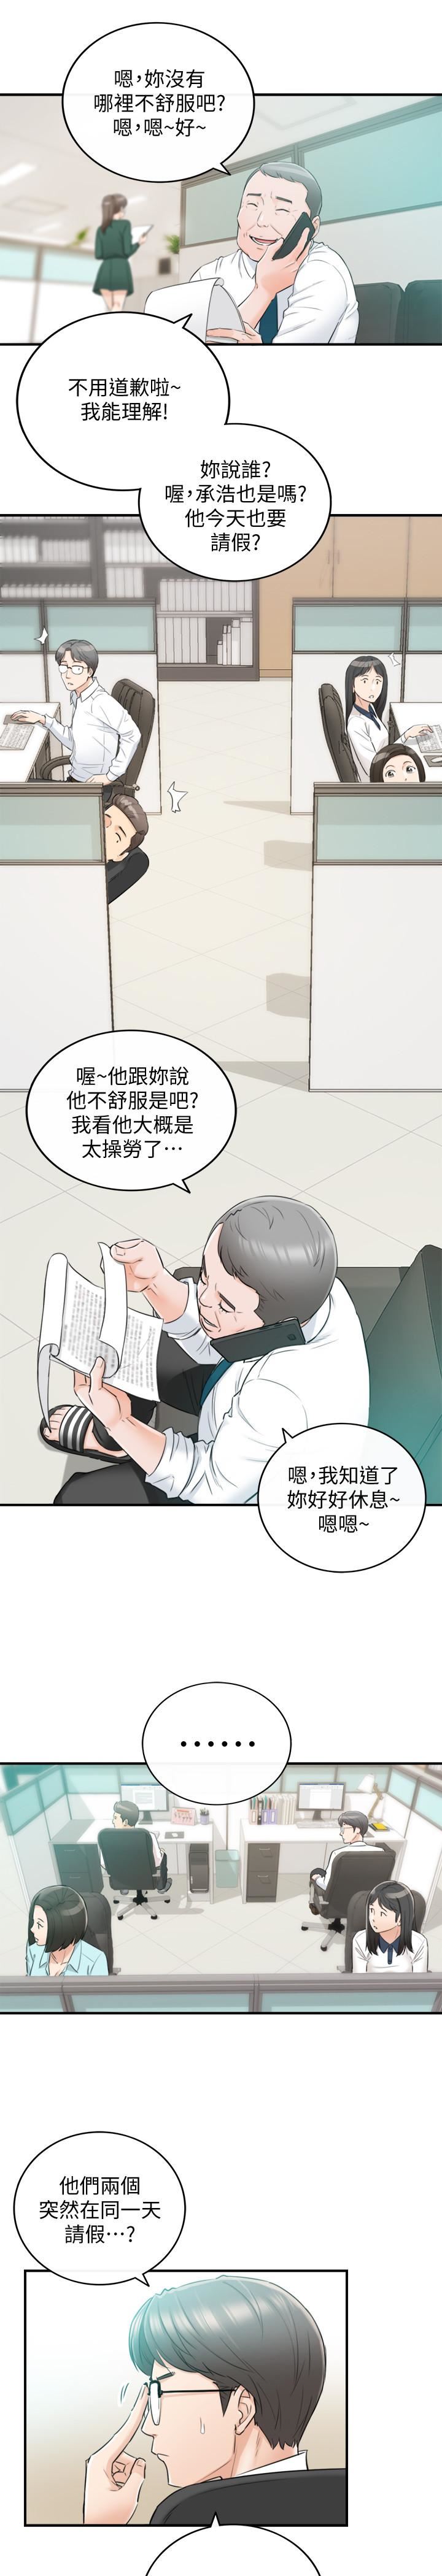 嗯，妳沒有
哪裡不舒服吧?
嗯，嗯~好~
不用道歉啦~
我能理解!
妳說誰?
喔，承浩也是嗎?
他今天也要
請假?
喔~他跟妳說
他不舒服是吧?
我看他大概是
太操勞了…
嗯，我知道了
妳好好休息~
嗯嗯~
······
他們兩個
突然在同一天
請假…?